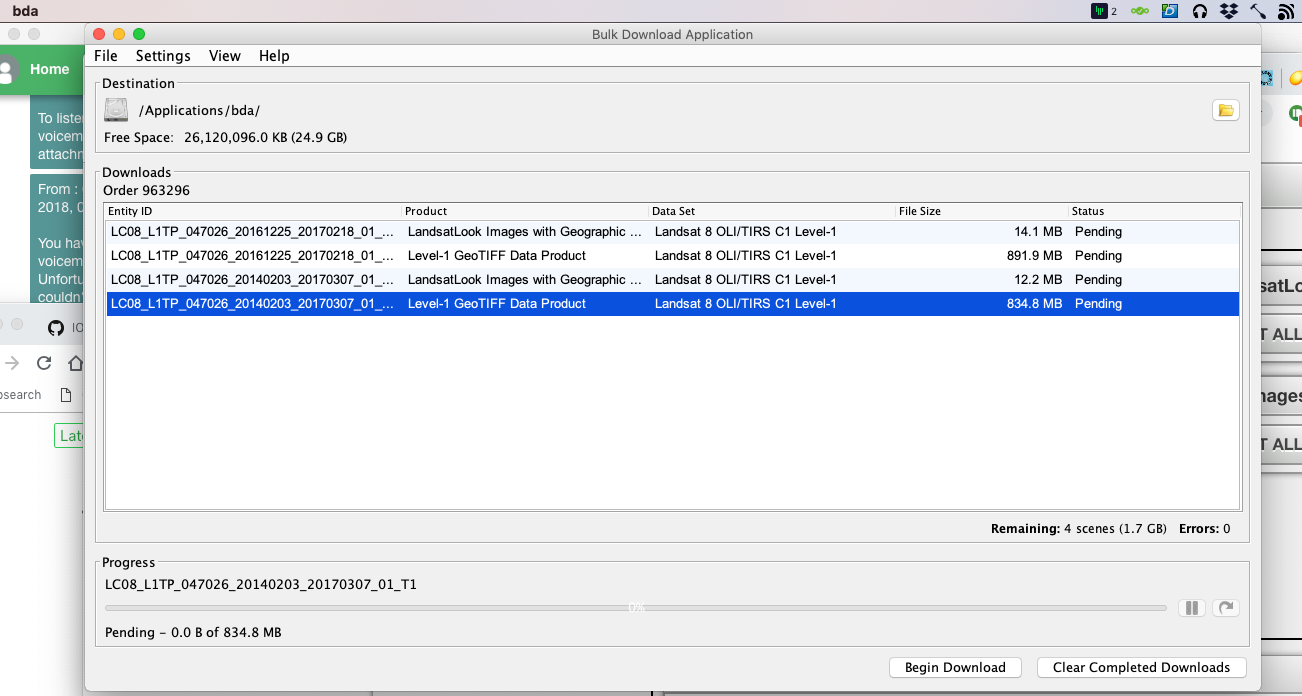 bda
2
Bulk Download Application
File Settings View Help
Home
Destination
/Applications/bda/
Free Space: 26,120,096.0 KB (24.9 GB)
To liste
voicem
attachn
From :
2018, 0
You hav
voicem
Unfortu
couldn'
Downloads
Order 963296
Entity ID Product Data Set File Size Status
LC08_L1TP_047026_20161225_20170218_01_... LandsatLook Images with Geographic ... Landsat 8 OLI/TIRS C1 Level-1 14.1 MB Pending
LC08_L1TP_047026_20161225_20170218_01_... Level-1 GeoTIFF Data Product Landsat 8 OLI/TIRS C1 Level-1 891.9 MB Pending
LC08_L1TP_047026_20140203_20170307_01_... LandsatLook Images with Geographic ... Landsat 8 OLI/TIRS C1 Level-1 12.2 MB Pending
LC08_L1TP_047026_20140203_20170307_01_... Level-1 GeoTIFF Data Product Landsat 8 OLI/TIRS C1 Level-1 834.8 MB Pending
satLo
T ALL
nages
T ALL
psearch
Late
Remaining: 4 scenes (1.7 GB) Errors: 0
Progress
LC08_L1TP_047026_20140203_20170307_01_T1
0%
Pending – 0.0 B of 834.8 MB
Begin Download Clear Completed Downloads